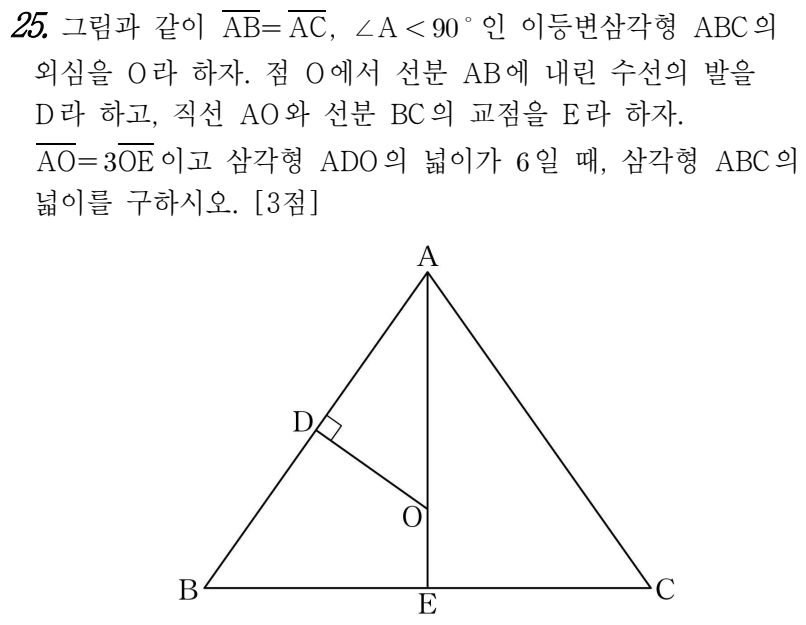 25. 그림과 같이 AB=AC, ∠A<90°인 이등변삼각형 ABC의
외심을 O라 하자. 점 O에서 선분 AB에 내린 수선의 발을
D라 하고, 직선 AO와 선분 BC의 교점을 E라 하자.
AO=3OE이고 삼각형 ADO의 넓이가 6일 때, 삼각형 ABC의
넓이를 구하시오. [3점]
A
D
O
B
C
E